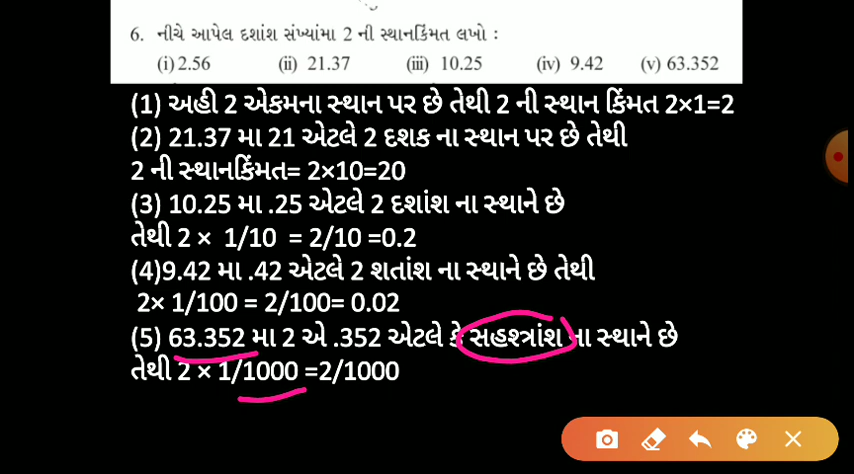 6. નીચે આપેલ દશાંશ સંખ્યાંમા 2 ની સ્થાનકિંમત લખો :
(i) 2.56 (ii) 21.37 (iii) 10.25 (iv) 9.42 (v) 63.352
(1) અહી 2 એકમના સ્થાન પર છે તેથી 2 ની સ્થાન કિંમત 2×1=2
(2) 21.37 મા 21 એટલે 2 દશક ના સ્થાન પર છે તેથી
2 ની સ્થાનકિંમત= 2×10=20
(3) 10.25 મા .25 એટલે 2 દશાંશ ના સ્થાને છે
તેથી 2 × 1/10 = 2/10 =0.2
(4)9.42 મા .42 એટલે 2 શતાંશ ના સ્થાને છે તેથી
2× 1/100 = 2/100= 0.02
(5) 63.352 મા 2 એ .352 એટલે કે સહશ્ત્રાંશ ના સ્થાને છે
તેથી 2 × 1/1000 =2/1000